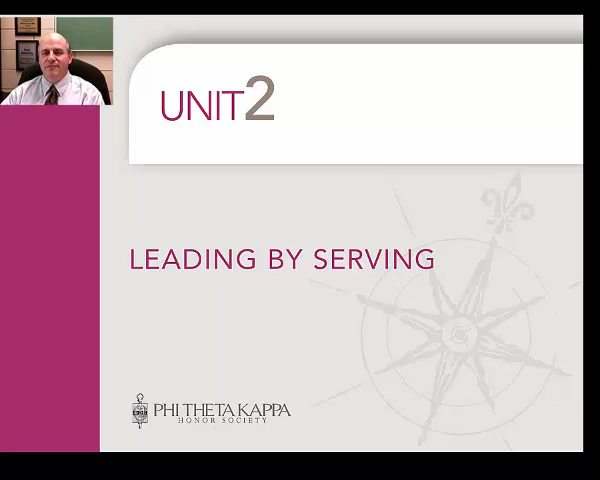 UNIT2
LEADING BY SERVING
PHI THETA KAPPA
HONOR SOCIETY